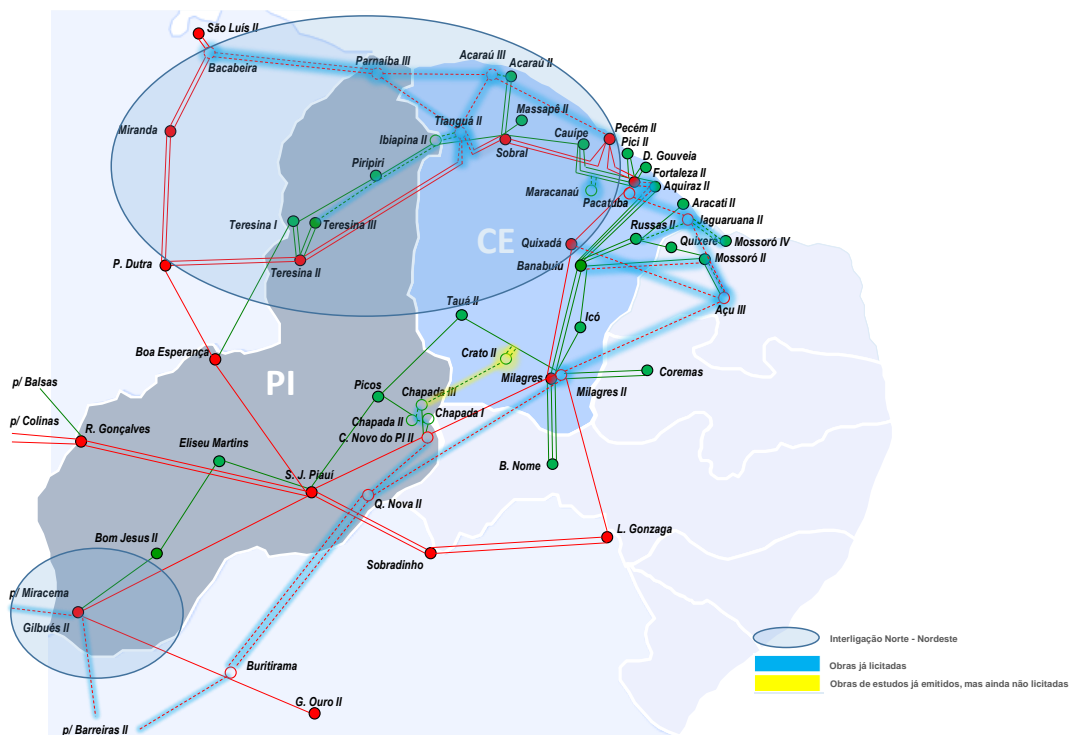 São Luís II
Bacabeira
Parnaíba III
Acaraú III
Acaraú II
Massapê II
Miranda
Tianguá II
Ibiapina II
Sobral
Cauípe
Pecém II
Pici II
D. Gouveia
Fortaleza II
Aquiraz II
Piripiri
Maracanaú
Pacatuba
Aracati II
Jaguaruana II
Teresina I
Teresina III
Russas II
CE
Quixadá
Quixerê
Mossoró IV
Mossoró II
P. Dutra
Teresina II
Banabuiú
Açu III
Tauá II
Icó
Boa Esperança
Crato II
PI
p/ Balsas
Picos
Milagres
Milagres II
Coremas
Chapada III
p/ Colinas
R. Gonçalves
Chapada II
Chapada I
Eliseu Martins
C. Novo do PI II
S. J. Piauí
B. Nome
Q. Nova II
Bom Jesus II
L. Gonzaga
Sobradinho
p/ Miracema
Gilbués II
Buritirama
G. Ouro II
p/ Barreiras II
Interligação Norte - Nordeste
Obras já licitadas
Obras de estudos já emitidos, mas ainda não licitadas